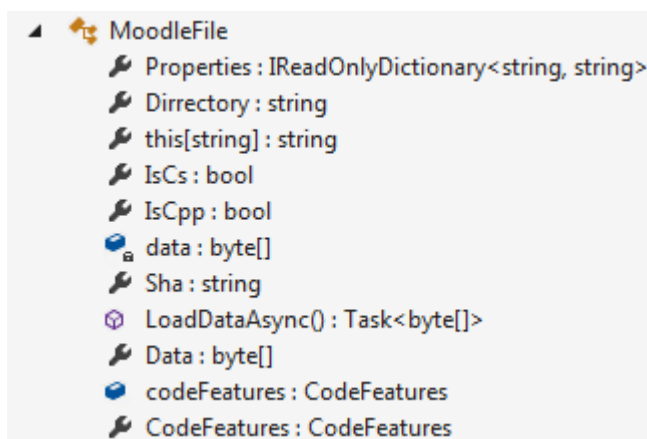 MoodleFile
Properties : IReadOnlyDictionary<string, string>
Dirrectory : string
this[string] : string
IsCs : bool
IsCpp : bool
data : byte[]
Sha : string
LoadDataAsync() : Task<byte[]>
Data : byte[]
codeFeatures : CodeFeatures
CodeFeatures : CodeFeatures